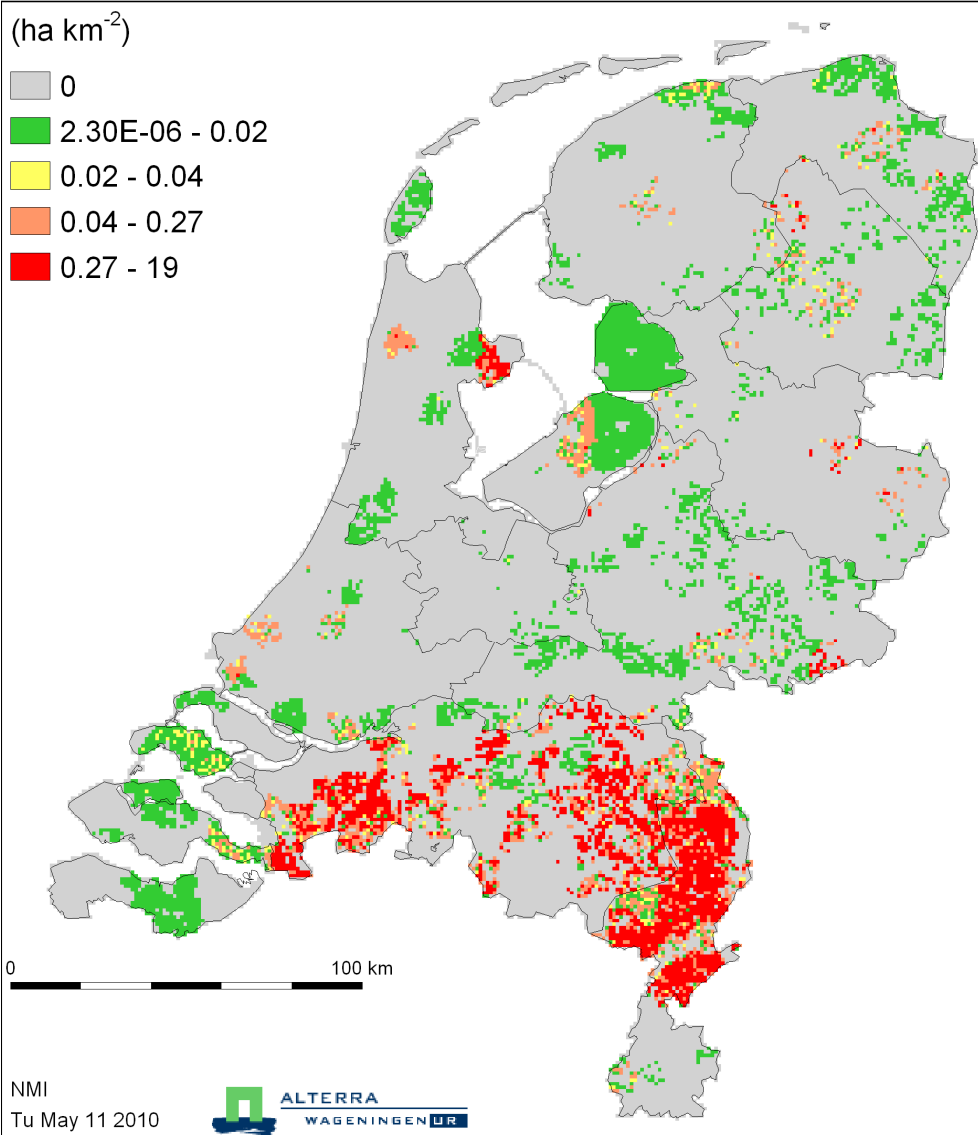 (ha km⁻²)
0
2.30E-06 - 0.02
0.02 - 0.04
0.04 - 0.27
0.27 - 19
0 100 km
NMI
Tu May 11 2010
ALTERRA
WAGENINGEN UR